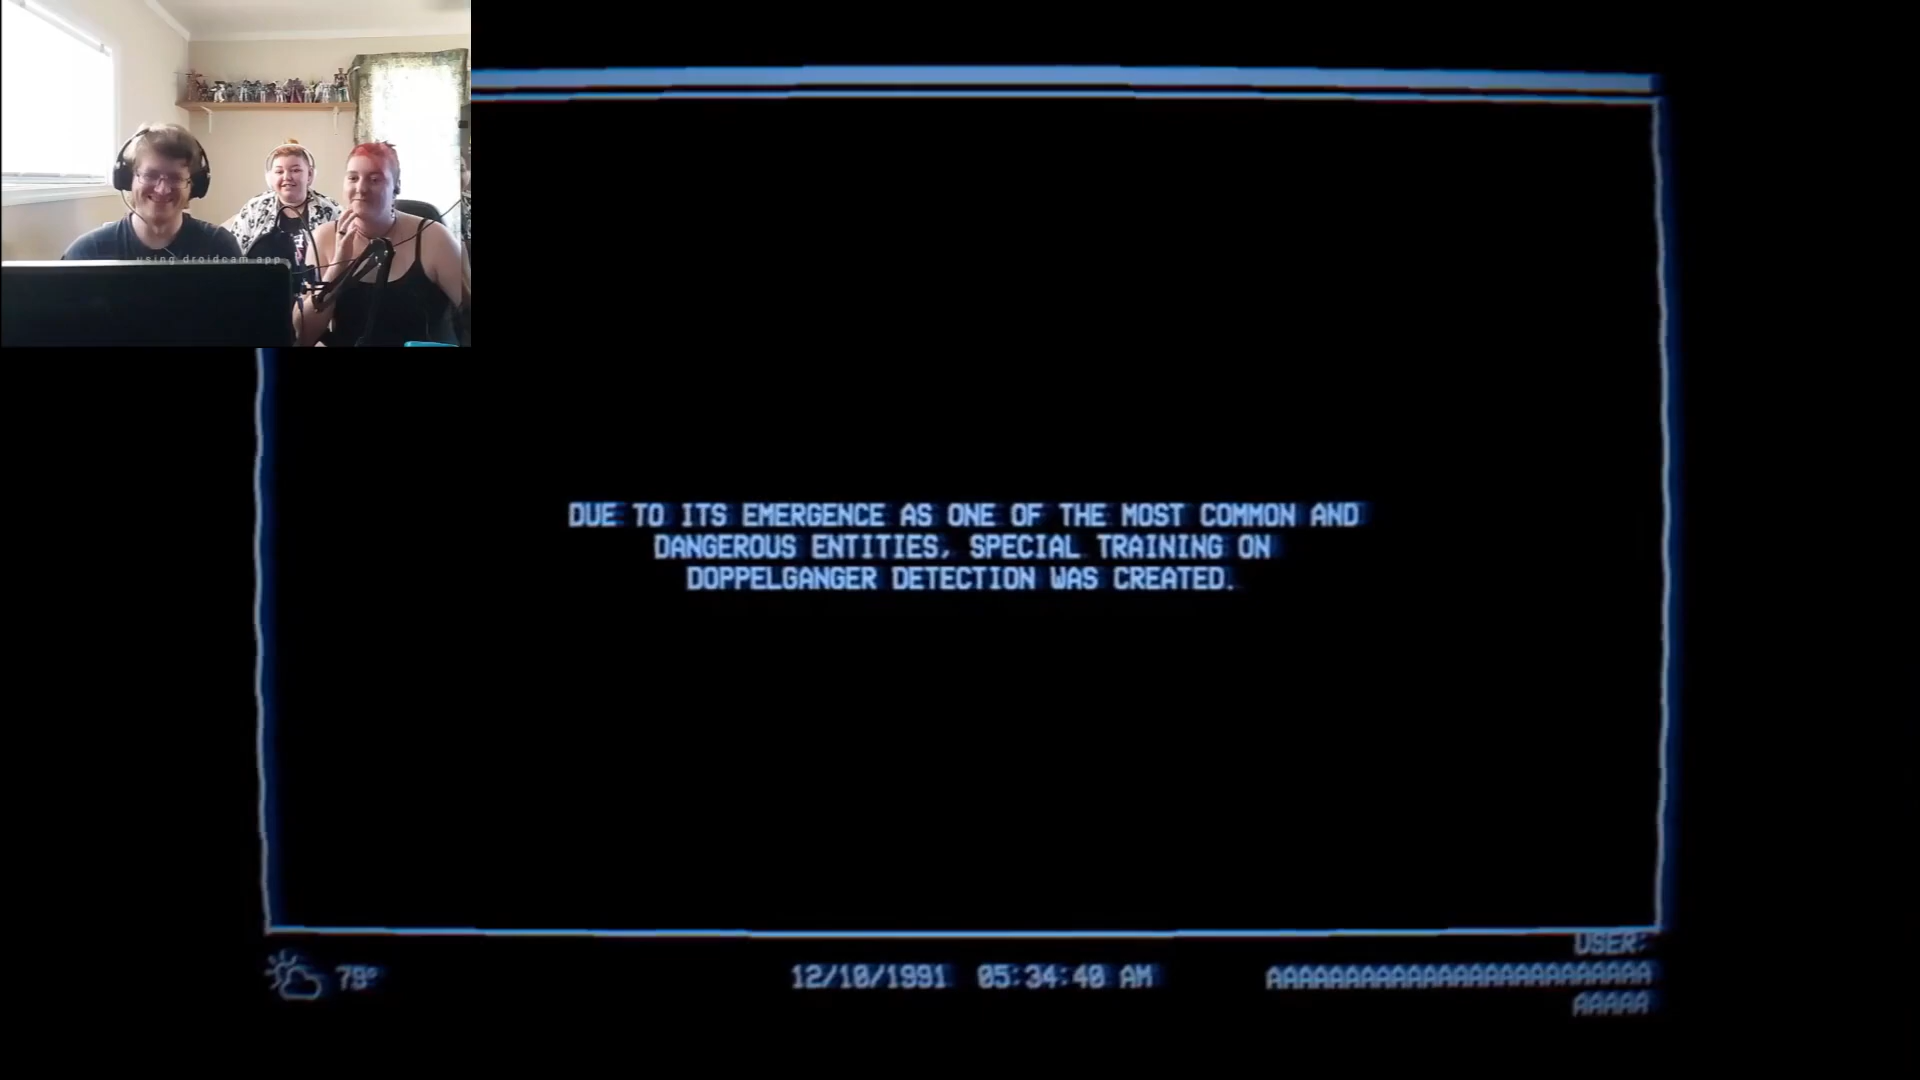 using droidcam app
DUE TO ITS EMERGENCE AS ONE OF THE MOST COMMON AND
DANGEROUS ENTITIES, SPECIAL TRAINING ON
DOPPELGANGER DETECTION WAS CREATED.
79°
12/10/1991 05:34:40 AM
USER:
AAAAAAAAAAAAAAAAAAAAAAAAA
AAAAA